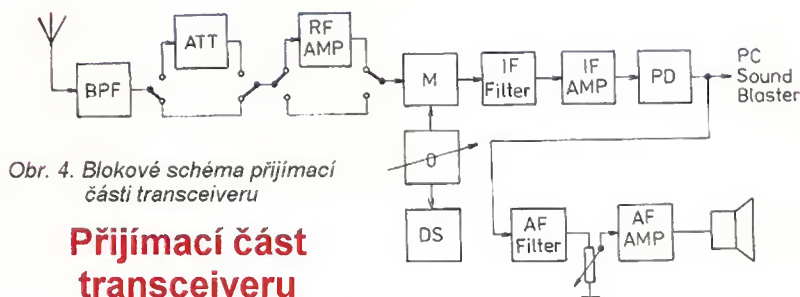 ATT
RF
AMP
BPF
M
IF
Filter
IF
AMP
PD
PC
Sound
Blaster
0
DS
AF
Filter
AF
AMP
Obr. 4. Blokové schéma přijímací
části transceiveru
Přijímací část
transceiveru